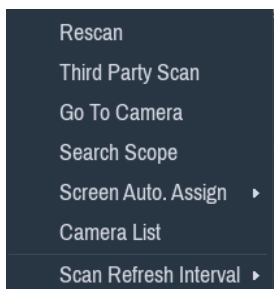 Rescan
Third Party Scan
Go To Camera
Search Scope
Screen Auto. Assign
Camera List
Scan Refresh Interval